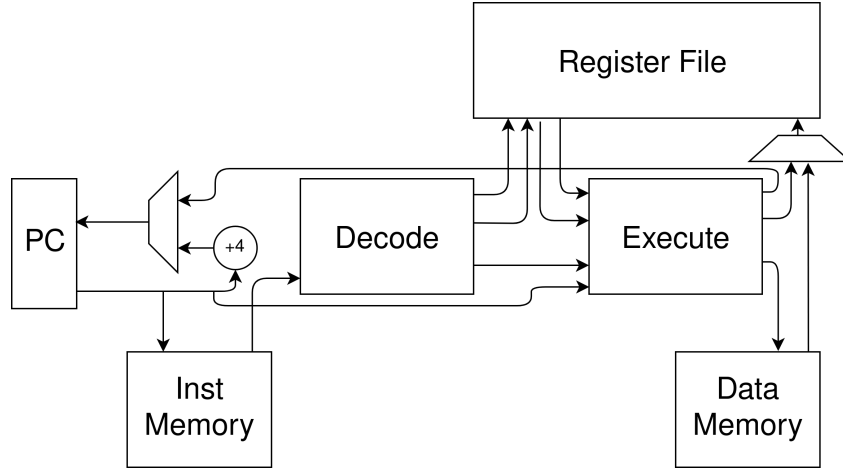 Register File
PC
+4
Decode
Execute
Inst
Memory
Data
Memory